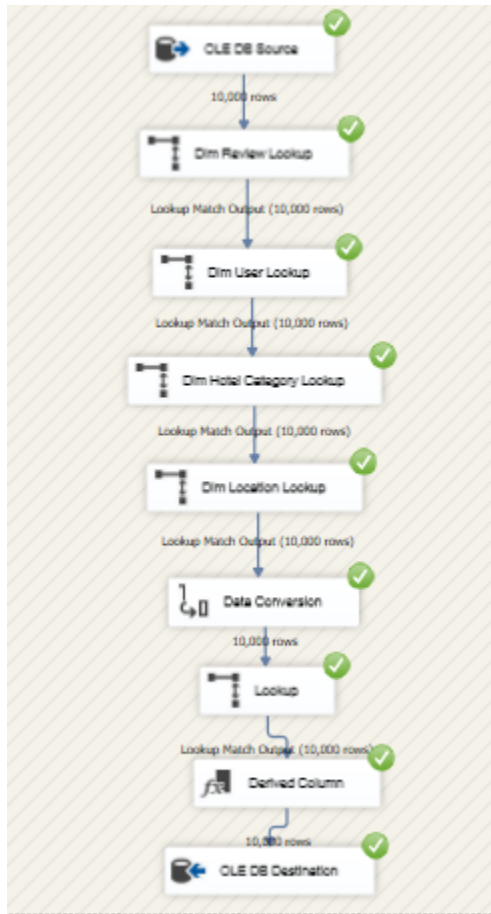 OLE DB Source
10,000 rows
Dim Review Lookup
Lookup Match Output (10,000 rows)
Dim User Lookup
Lookup Match Output (10,000 rows)
Dim Hotel Category Lookup
Lookup Match Output (10,000 rows)
Dim Location Lookup
Lookup Match Output (10,000 rows)
Data Conversion
10,000 rows
Lookup
Lookup Match Output (10,000 rows)
fx Derived Column
10,000 rows
OLE DB Destination